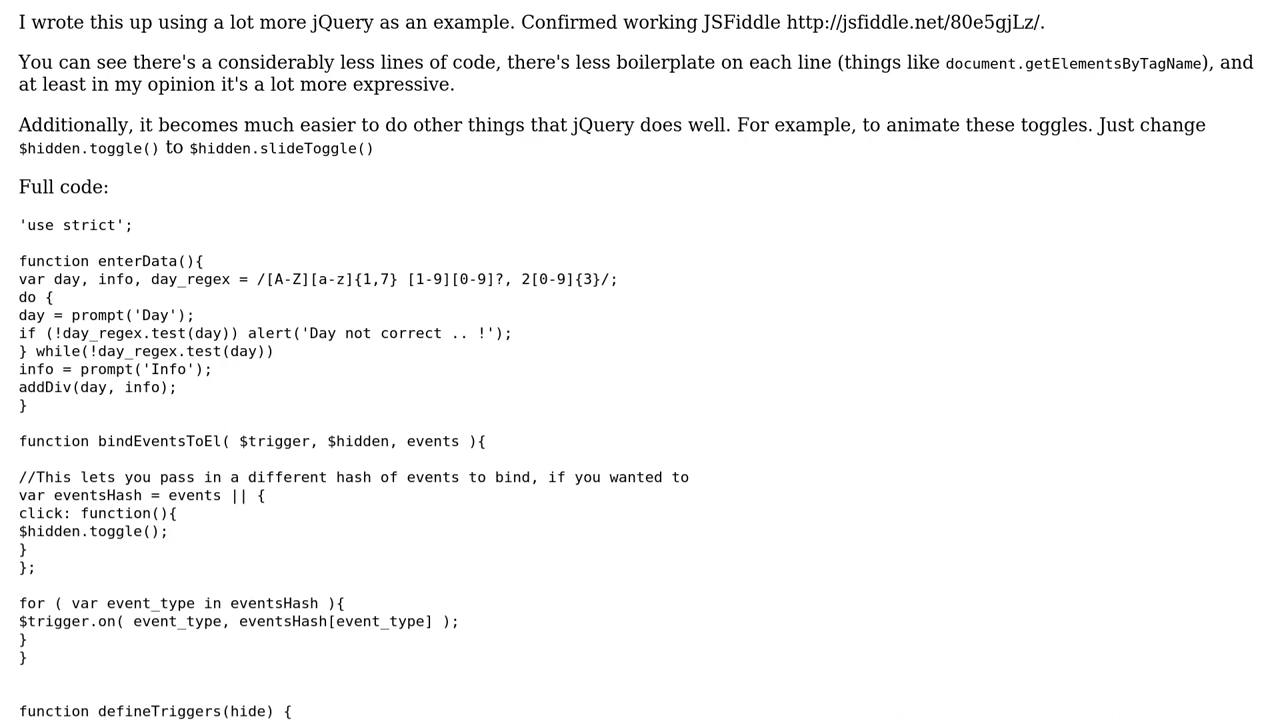 I wrote this up using a lot more jQuery as an example. Confirmed working JSFiddle http://jsfiddle.net/80e5gjLz/.
You can see there's a considerably less lines of code, there's less boilerplate on each line (things like document.getElementsByTagName), and
at least in my opinion it's a lot more expressive.
Additionally, it becomes much easier to do other things that jQuery does well. For example, to animate these toggles. Just change
$hidden.toggle() to $hidden.slideToggle()
Full code:
'use strict';
function enterData(){
var day, info, day_regex = /[A-Z][a-z]{1,7} [1-9][0-9]?, 2[0-9]{3}/;
do {
day = prompt('Day');
if (!day_regex.test(day)) alert('Day not correct .. !');
} while(!day_regex.test(day))
info = prompt('Info');
addDiv(day, info);
}
function bindEventsToEl( $trigger, $hidden, events ){
//This lets you pass in a different hash of events to bind, if you wanted to
var eventsHash = events || {
click: function(){
$hidden.toggle();
}
};
for ( var event_type in eventsHash ){
$trigger.on( event_type, eventsHash[event_type] );
}
}
function defineTriggers(hide) {